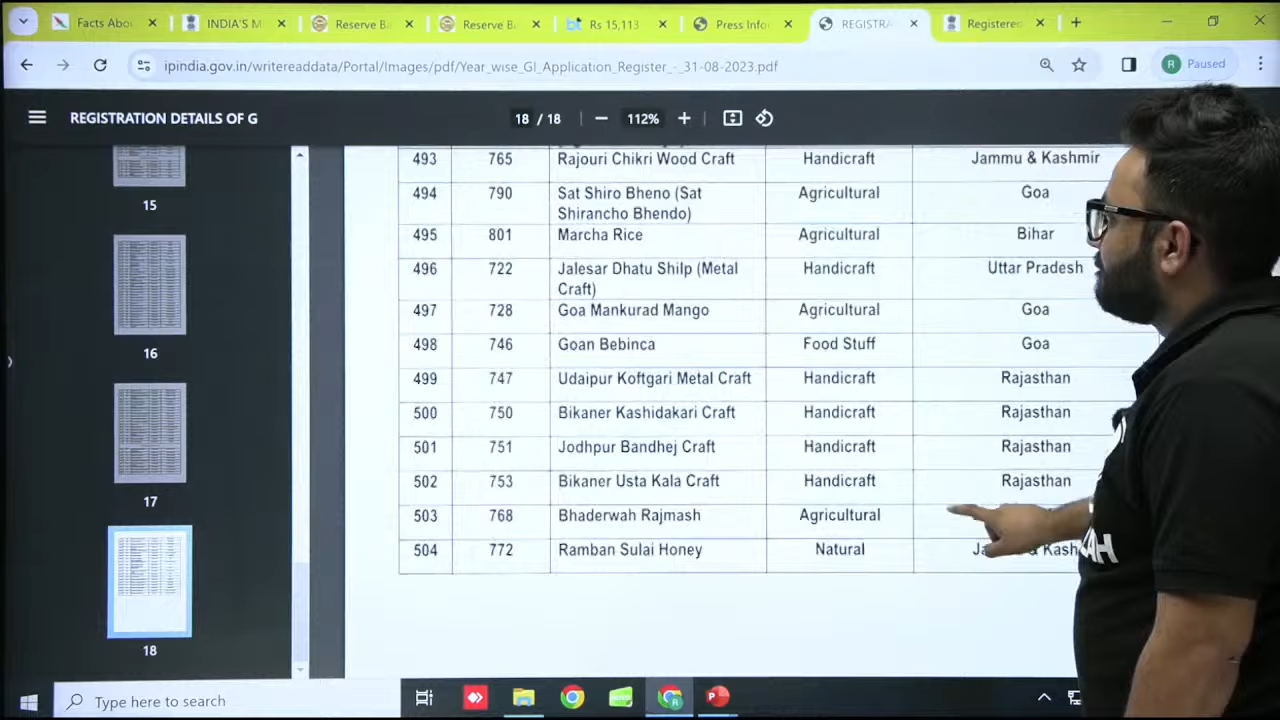 Facts Abou
INDIA'S M
Reserve Ba
Reserve Ba
Rs 15,113
Press Info
REGISTRA
Registered
ipindia.gov.in/writereaddata/Portal/Images/pdf/Year_wise_GI_Application_Register_-_31-08-2023.pdf
R Paused
REGISTRATION DETAILS OF G
18 / 18
112%
15
16
17
18
493 765 Rajouri Chikri Wood Craft Handicraft Jammu & Kashmir
494 790 Sat Shiro Bheno (Sat Agricultural Goa
Shirancho Bhendo)
495 801 Marcha Rice Agricultural Bihar
496 722 Jalesar Dhatu Shilp (Metal Handicraft Uttar Pradesh
Craft)
497 728 Goa Mankurad Mango Agricultural Goa
498 746 Goan Bebinca Food Stuff Goa
499 747 Udaipur Koftgari Metal Craft Handicraft Rajasthan
500 750 Bikaner Kashidakari Craft Handicraft Rajasthan
501 751 Jodhpur Bandhej Craft Handicraft Rajasthan
502 753 Bikaner Usta Kala Craft Handicraft Rajasthan
503 768 Bhaderwah Rajmash Agricultural
504 772 Ramban Sulai Honey Natural & Kash
AH
Type here to search